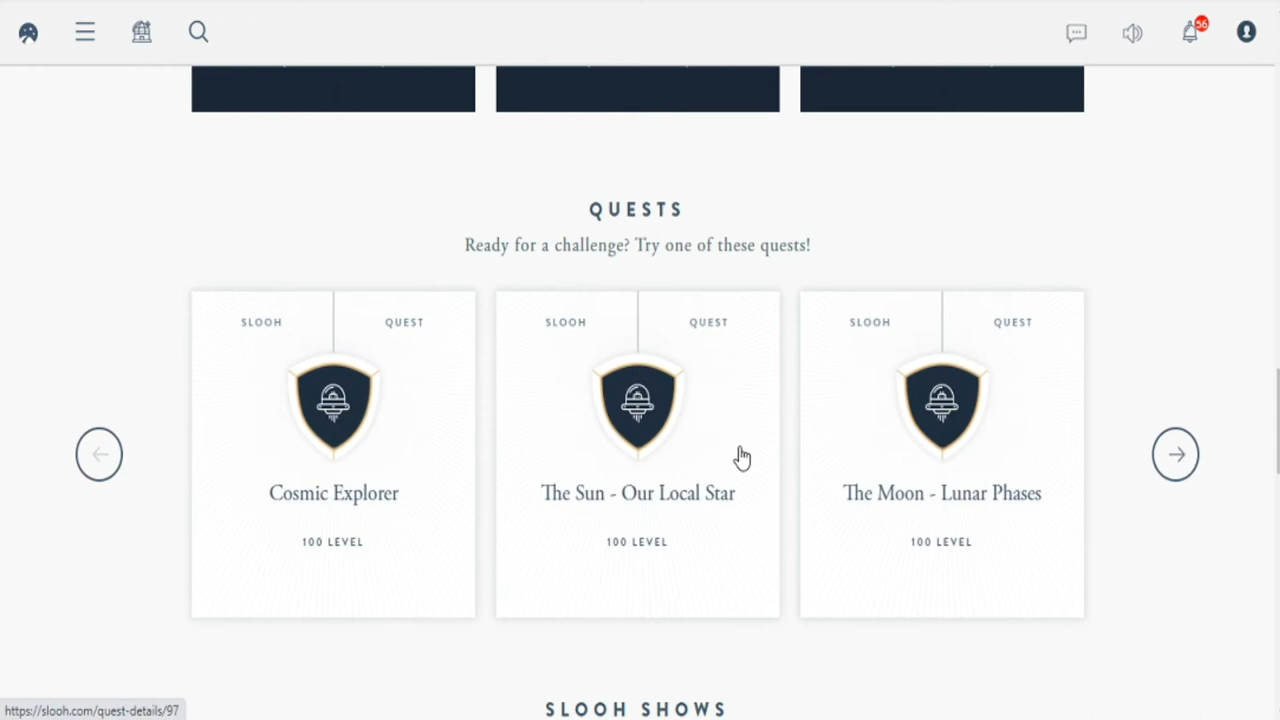 56
QUESTS
Ready for a challenge? Try one of these quests!
SLOOH QUEST
SLOOH QUEST
SLOOH QUEST
Cosmic Explorer
The Sun - Our Local Star
The Moon - Lunar Phases
100 LEVEL
100 LEVEL
100 LEVEL
SLOOH SHOWS
https://slooh.com/quest-details/97